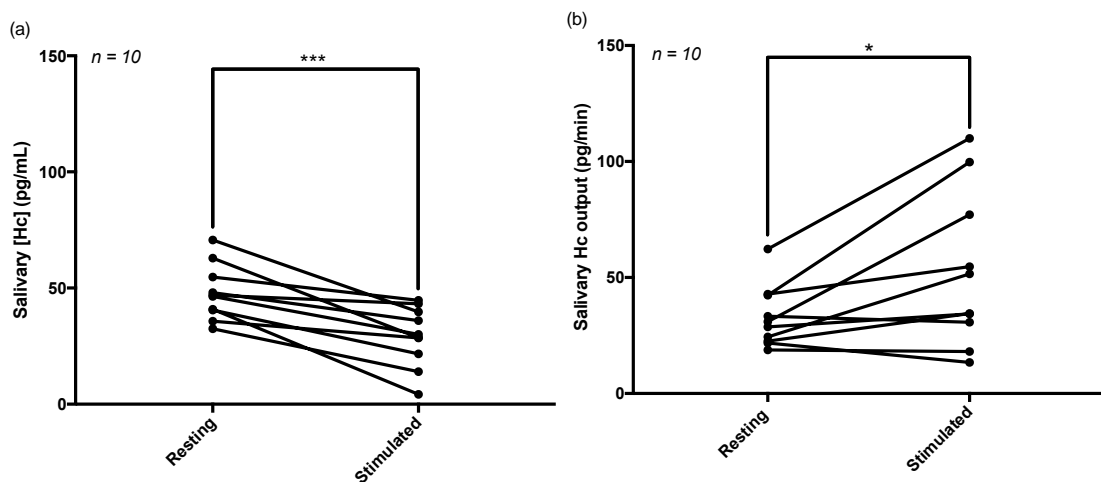 (a)
n = 10
***
150
100
50
0
Salivary [Hc] (pg/mL)
Resting
Stimulated
(b)
n = 10
*
150
100
50
0
Salivary Hc output (pg/min)
Resting
Stimulated